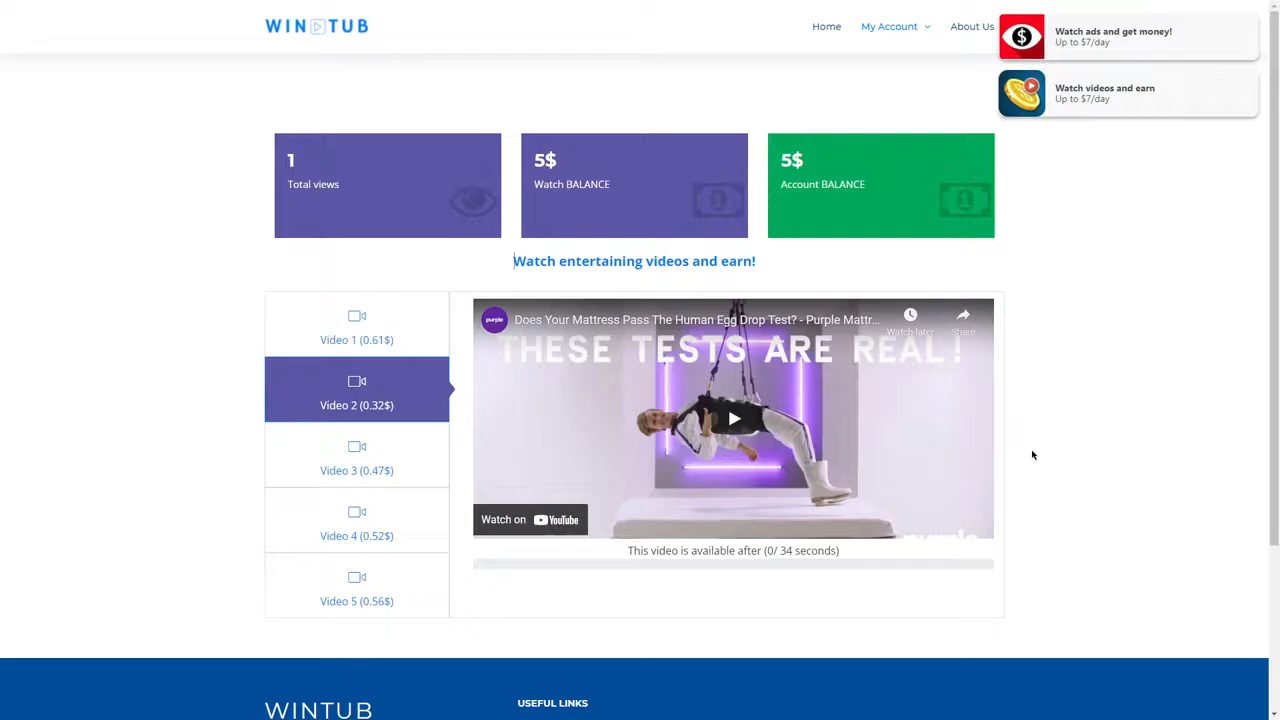 WIN TUB
Home
My Account
About Us
Watch ads and get money!
Up to $7/day
Watch videos and earn
Up to $7/day
1
Total views
5$
Watch BALANCE
5$
Account BALANCE
Watch entertaining videos and earn!
Video 1 (0.61$)
Video 2 (0.32$)
Video 3 (0.47$)
Video 4 (0.52$)
Video 5 (0.56$)
purple
Does Your Mattress Pass The Human Egg Drop Test? - Purple Mattr...
Watch later
Share
THESE TESTS ARE REAL!
Watch on YouTube
purple
This video is available after (0/ 34 seconds)
WINTUB
USEFUL LINKS